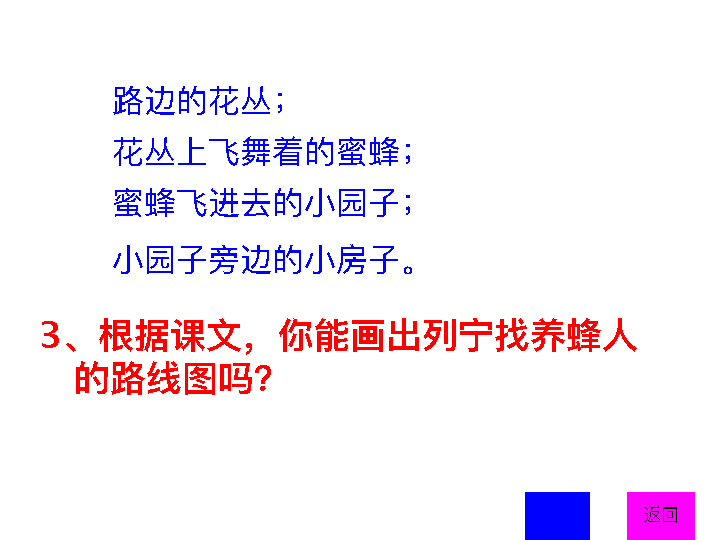 路边的花丛；
花丛上飞舞着的蜜蜂；
蜜蜂飞进去的小园子；
小园子旁边的小房子。
3、根据课文，你能画出列宁找养蜂人
的路线图吗？
返回